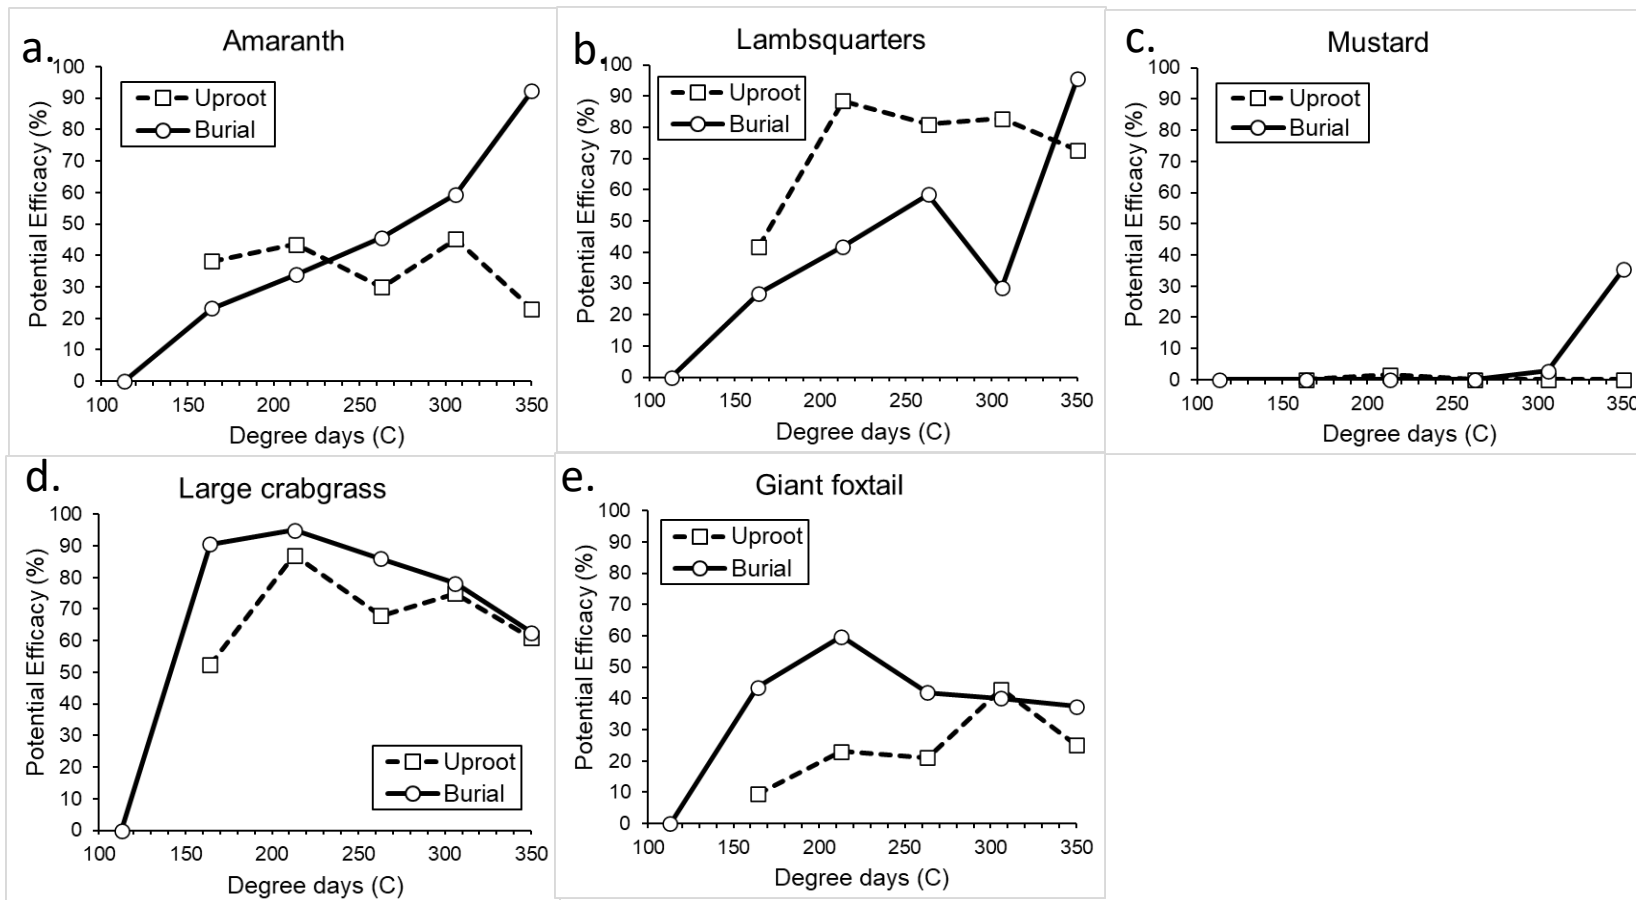 a.
Amaranth
100
90
80
70
60
50
40
30
20
10
0
Potential Efficacy (%)
Uproot
Burial
100 150 200 250 300 350
Degree days (C)
b.
Lambsquarters
100
90
80
70
60
50
40
30
20
10
0
Potential Efficacy (%)
Uproot
Burial
100 150 200 250 300 350
Degree days (C)
c.
Mustard
100
90
80
70
60
50
40
30
20
10
0
Potential Efficacy (%)
Uproot
Burial
100 150 200 250 300 350
Degree days (C)
d.
Large crabgrass
100
90
80
70
60
50
40
30
20
10
0
Potential Efficacy (%)
Uproot
Burial
100 150 200 250 300 350
Degree days (C)
e.
Giant foxtail
100
90
80
70
60
50
40
30
20
10
0
Potential Efficacy (%)
Uproot
Burial
100 150 200 250 300 350
Degree days (C)